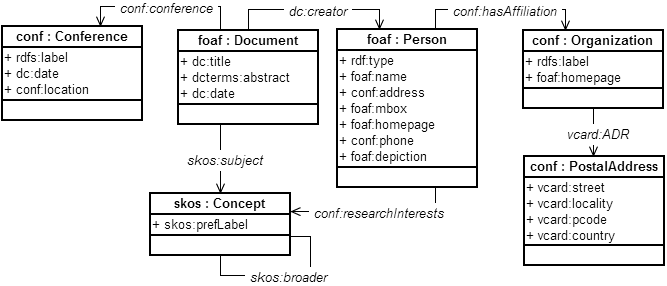 conf:conference
dc:creator
conf:hasAffiliation
conf : Conference
+ rdfs:label
+ dc:date
+ conf:location
foaf : Document
+ dc:title
+ dcterms:abstract
+ dc:date
foaf : Person
+ rdf:type
+ foaf:name
+ conf:address
+ foaf:mbox
+ foaf:homepage
+ conf:phone
+ foaf:depiction
conf : Organization
+ rdfs:label
+ foaf:homepage
vcard:ADR
skos:subject
conf : PostalAddress
+ vcard:street
+ vcard:locality
+ vcard:pcode
+ vcard:country
skos : Concept
+ skos:prefLabel
conf:researchInterests
skos:broader